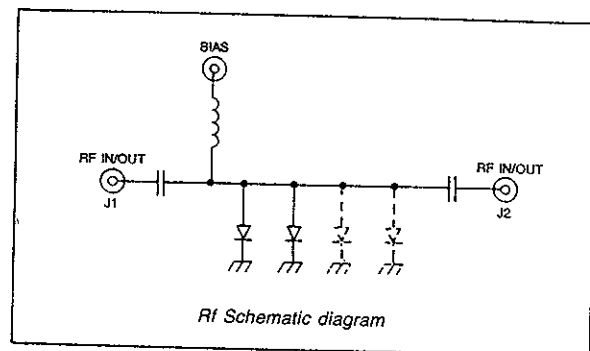 BIAS
RF IN/OUT
RF IN/OUT
J1
J2
Rf Schematic diagram